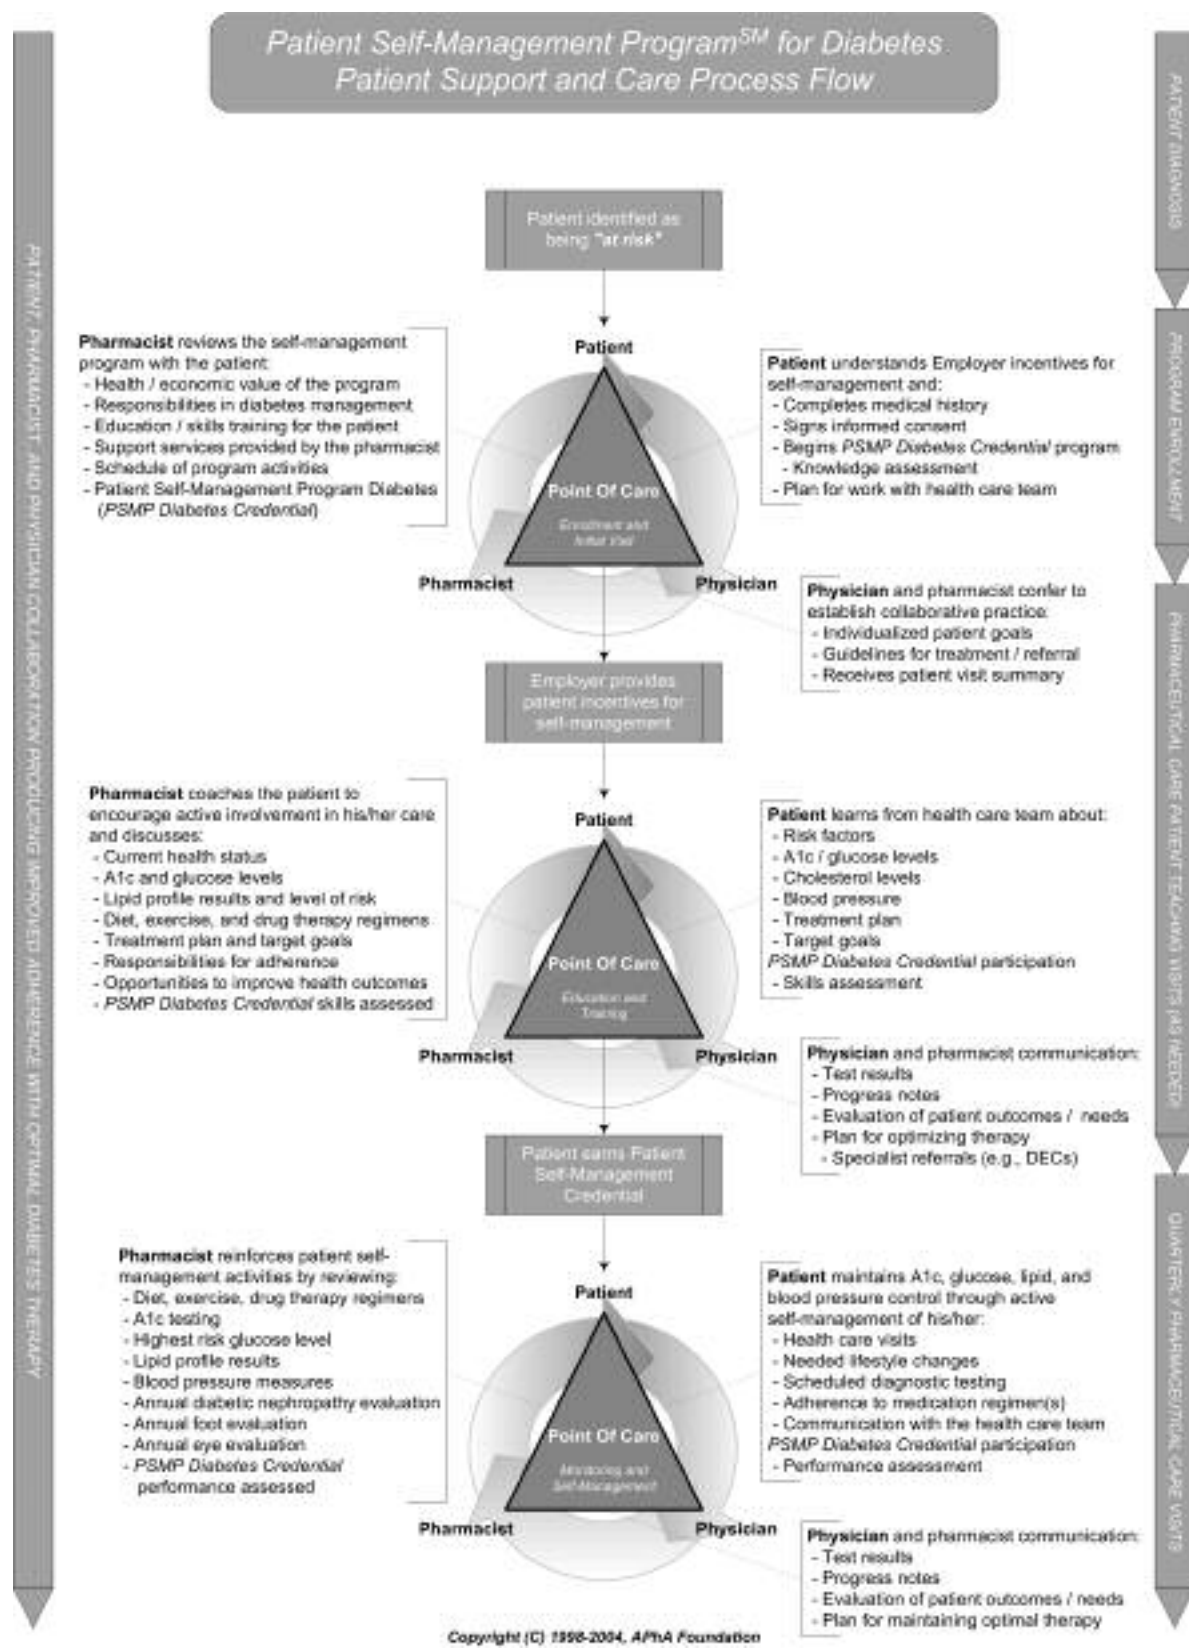 Patient Self-Management Program℠ for Diabetes
Patient Support and Care Process Flow
PATIENT, PHARMACIST, AND PHYSICIAN COLLABORATION PRODUCING IMPROVED ADHERENCE WITH OPTIMAL DIABETES THERAPY
PATIENT DIAGNOSIS
PROGRAM ENROLLMENT
PHARMACEUTICAL CARE PATIENT TEACHING VISITS (AS NEEDED)
QUARTERLY PHARMACEUTICAL CARE VISITS
Patient identified as
being "at risk"
Pharmacist reviews the self-management
program with the patient:
- Health / economic value of the program
- Responsibilities in diabetes management
- Education / skills training for the patient
- Support services provided by the pharmacist
- Schedule of program activities
- Patient Self-Management Program Diabetes
(PSMP Diabetes Credential)
Patient
Point Of Care
Enrollment and
Initial Visit
Pharmacist
Physician
Patient understands Employer incentives for
self-management and:
- Completes medical history
- Signs informed consent
- Begins PSMP Diabetes Credential program
- Knowledge assessment
- Plan for work with health care team
Physician and pharmacist confer to
establish collaborative practice:
- Individualized patient goals
- Guidelines for treatment / referral
- Receives patient visit summary
Employer provides
patient incentives for
self-management
Pharmacist coaches the patient to
encourage active involvement in his/her care
and discusses:
- Current health status
- A1c and glucose levels
- Lipid profile results and level of risk
- Diet, exercise, and drug therapy regimens
- Treatment plan and target goals
- Responsibilities for adherence
- Opportunities to improve health outcomes
- PSMP Diabetes Credential skills assessed
Patient
Point Of Care
Education and
Training
Pharmacist
Physician
Patient learns from health care team about:
- Risk factors
- A1c / glucose levels
- Cholesterol levels
- Blood pressure
- Treatment plan
- Target goals
PSMP Diabetes Credential participation
- Skills assessment
Physician and pharmacist communication:
- Test results
- Progress notes
- Evaluation of patient outcomes / needs
- Plan for optimizing therapy
- Specialist referrals (e.g., DECs)
Patient earns Patient
Self-Management
Credential
Pharmacist reinforces patient self-
management activities by reviewing:
- Diet, exercise, drug therapy regimens
- A1c testing
- Highest risk glucose level
- Lipid profile results
- Blood pressure measures
- Annual diabetic nephropathy evaluation
- Annual foot evaluation
- Annual eye evaluation
- PSMP Diabetes Credential
performance assessed
Patient
Point Of Care
Monitoring and
Self-Management
Pharmacist
Physician
Patient maintains A1c, glucose, lipid, and
blood pressure control through active
self-management of his/her:
- Health care visits
- Needed lifestyle changes
- Scheduled diagnostic testing
- Adherence to medication regimen(s)
- Communication with the health care team
PSMP Diabetes Credential participation
- Performance assessment
Physician and pharmacist communication:
- Test results
- Progress notes
- Evaluation of patient outcomes / needs
- Plan for maintaining optimal therapy
Copyright (C) 1998-2004, APhA Foundation